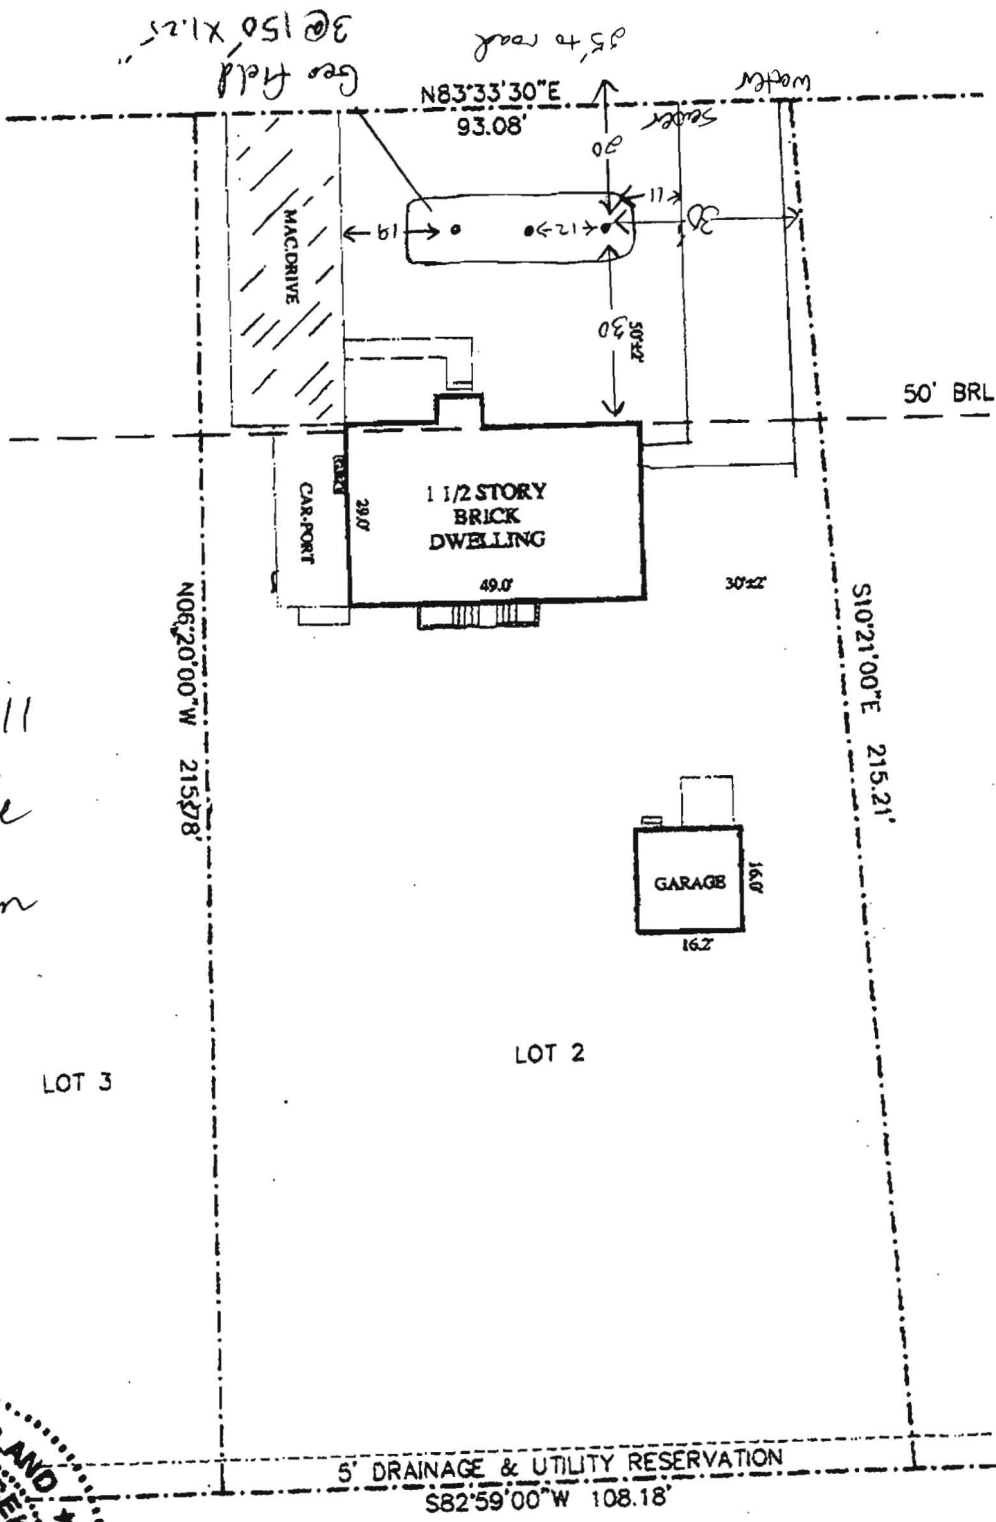 3@ 150' X1.25"
Geo field
35' to road
Sewer
Water
N83°33'30"E
93.08'
20
11
30
12
19
MAC.DRIVE
30
50'±2'
50' BRL
CAR-PORT
29.0'
1 1/2 STORY
BRICK
DWELLING
49.0'
30'±2'
N06°20'00"W 215.78'
S10°21'00"E 215.21'
GARAGE
16.0'
16.2'
LOT 2
LOT 3
5' DRAINAGE & UTILITY RESERVATION
S82°59'00"W 108.18'
AND